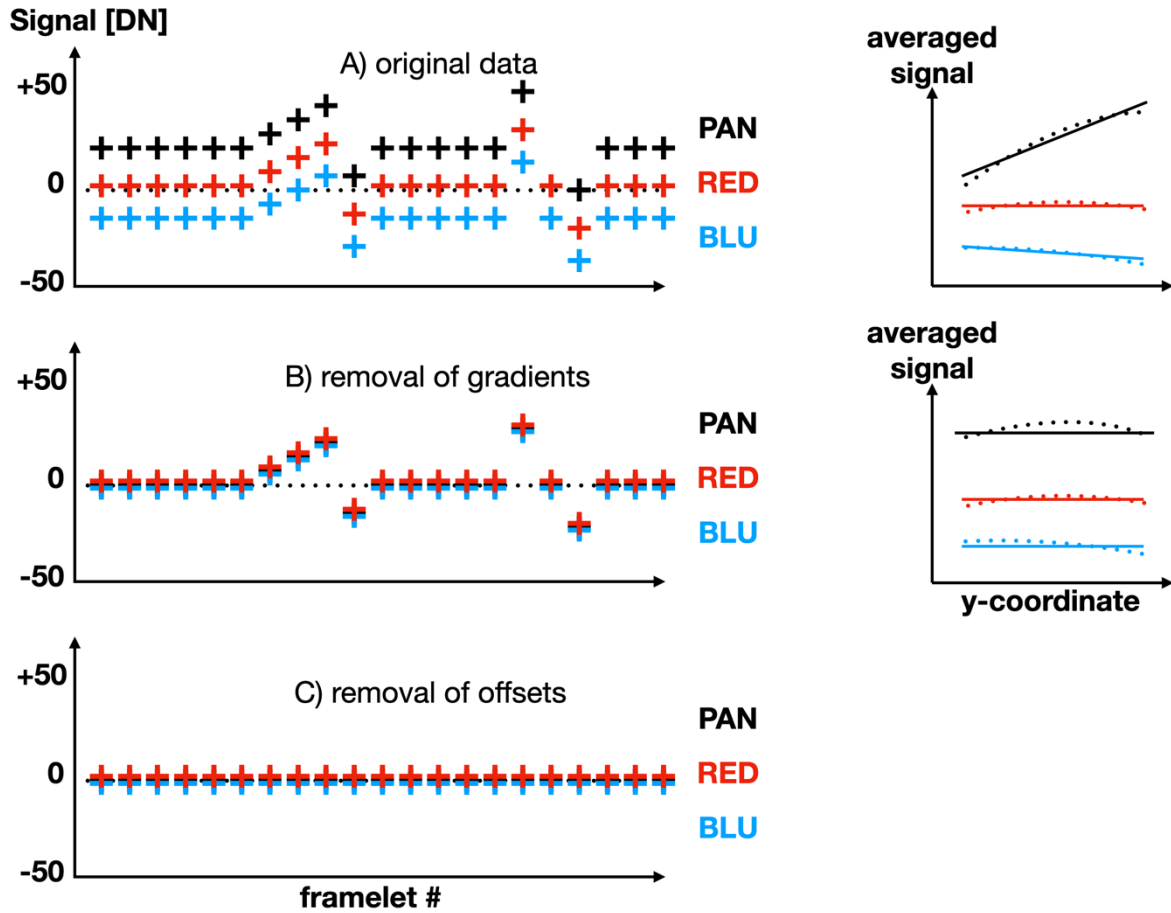 Signal [DN]
+50
0
-50
A) original data
PAN
RED
BLU
averaged
signal
+50
0
-50
B) removal of gradients
PAN
RED
BLU
averaged
signal
y-coordinate
+50
0
-50
C) removal of offsets
PAN
RED
BLU
framelet #